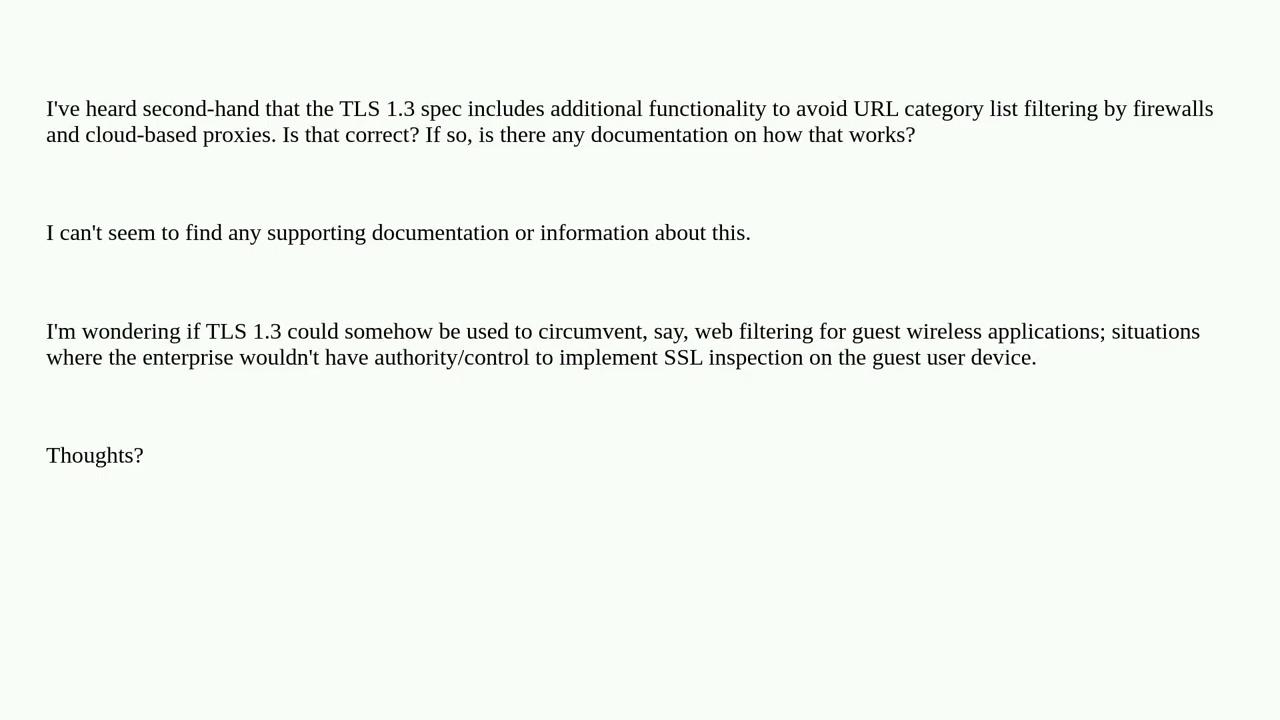 I've heard second-hand that the TLS 1.3 spec includes additional functionality to avoid URL category list filtering by firewalls
and cloud-based proxies. Is that correct? If so, is there any documentation on how that works?
I can't seem to find any supporting documentation or information about this.
I'm wondering if TLS 1.3 could somehow be used to circumvent, say, web filtering for guest wireless applications; situations
where the enterprise wouldn't have authority/control to implement SSL inspection on the guest user device.
Thoughts?